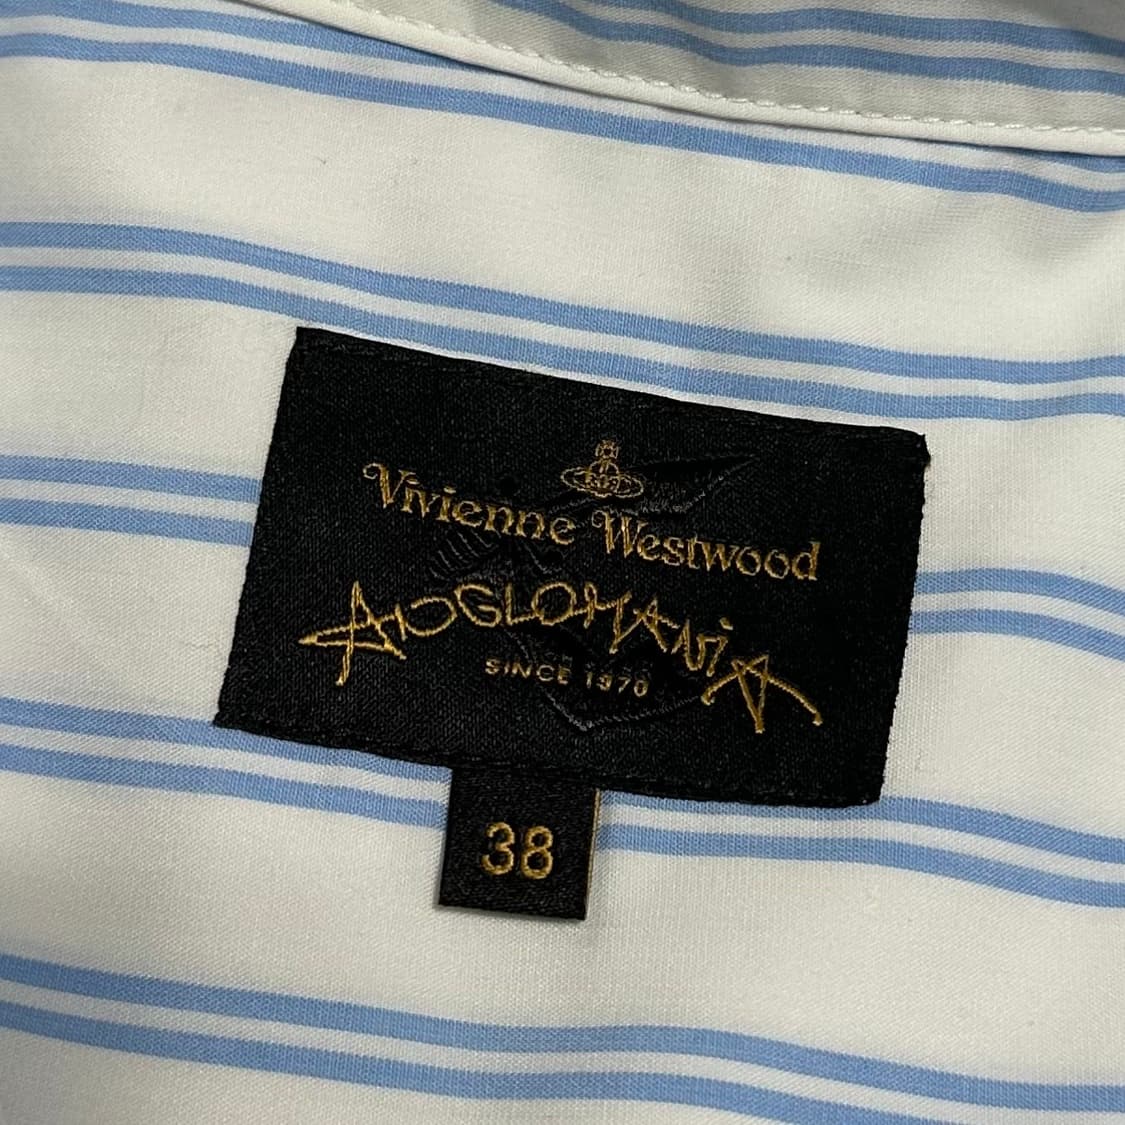 Vivienne Westwood
ANGLOMANiA
SINCE 1970
38